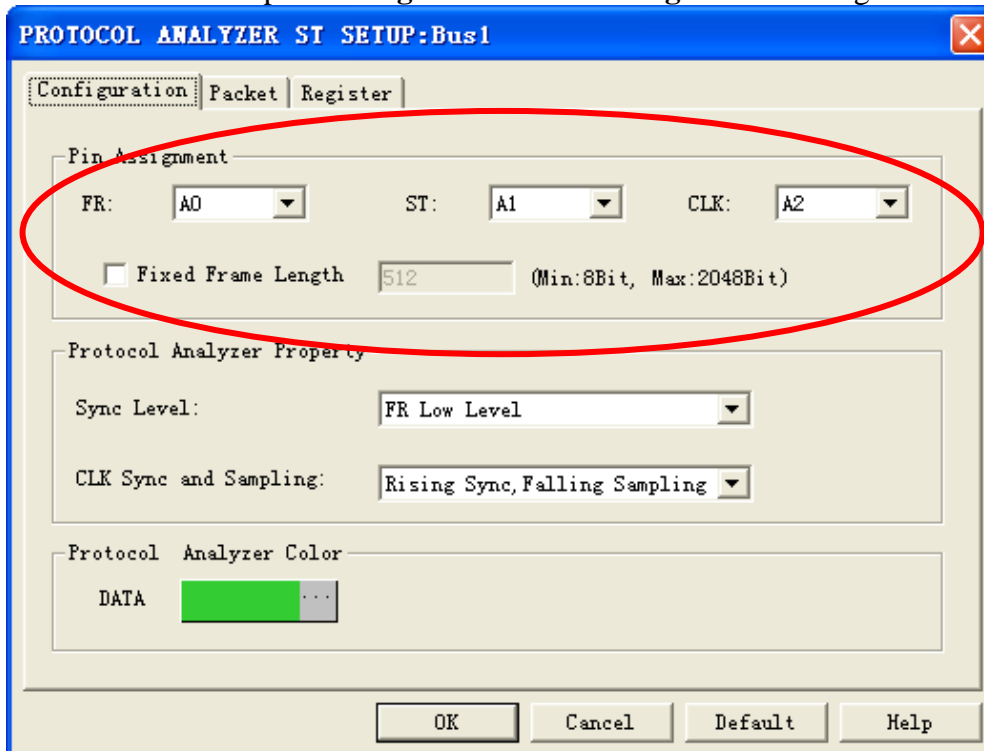 PROTOCOL ANALYZER ST SETUP:Bus1
Configuration Packet Register
Pin Assignment
FR: A0 ST: A1 CLK: A2
Fixed Frame Length 512 (Min:8Bit, Max:2048Bit)
Protocol Analyzer Property
Sync Level: FR Low Level
CLK Sync and Sampling: Rising Sync,Falling Sampling
Protocol Analyzer Color
DATA ...
OK Cancel Default Help